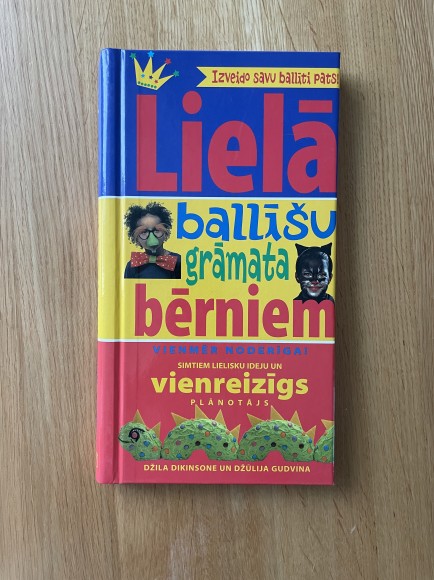 Izveido savu ballīti pats!
Lielā
ballīšu
grāmata
bērniem
VIENMĒR NODERĪGA!
SIMTIEM LIELISKU IDEJU UN
vienreizīgs
PLĀNOTĀJS
DŽILA DIKINSONE UN DŽŪLIJA GUDVINA